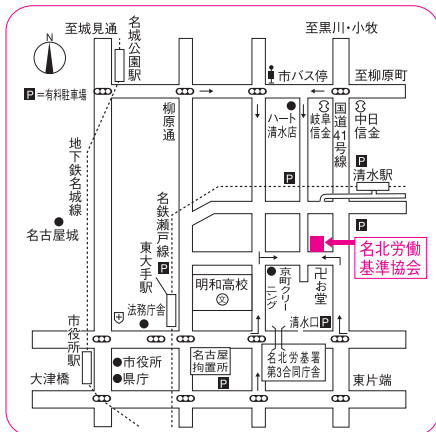 至城見通
至黒川・小牧
N
名城公園駅
市バス停
至柳原町
P=有料駐車場
柳原通
ハート
清水店
岐阜
信金
国道41号線
中日
信金
P
地下鉄名城線
P
清水駅
名鉄瀬戸線
名古屋城
P
東大手駅
P
名北労働
基準協会
明和高校
文
京町クリーニング
卍お堂
法務庁舎
清水口
P
市役所駅
市役所
県庁
名古屋
拘置所
P
名北労基署
第3合同庁舎
大津橋
東片端